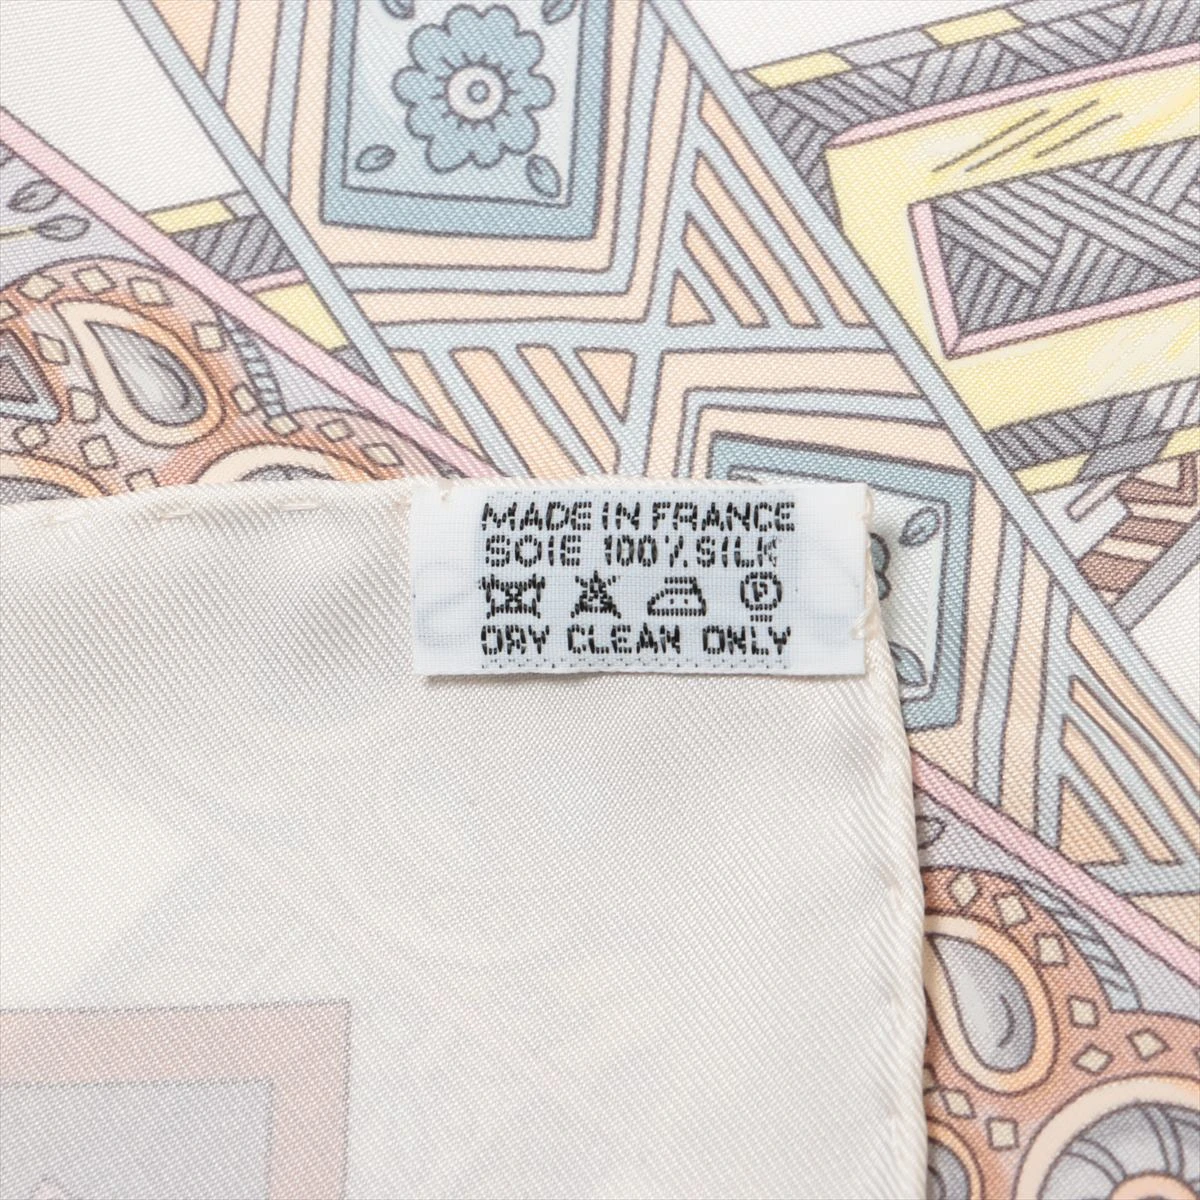 MADE IN FRANCE
SOIE 100% SILK
P
DRY CLEAN ONLY